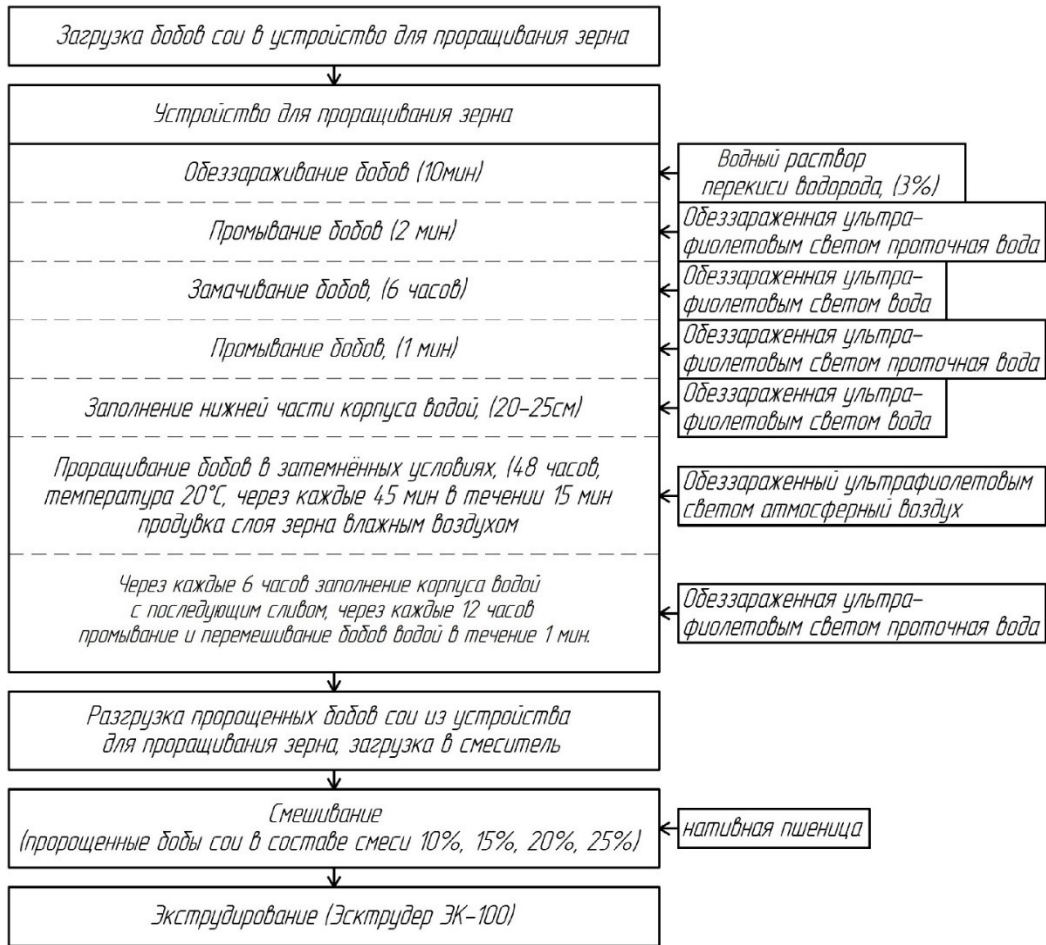 Загрузка бобов сои в устройство для проращивания зерна
Устройство для проращивания зерна
Обеззараживание бобов (10мин)
Водный раствор
перекиси водорода, (3%)
Промывание бобов (2 мин)
Обеззараженная ультра-
фиолетовым светом проточная вода
Замачивание бобов, (6 часов)
Обеззараженная ультра-
фиолетовым светом вода
Промывание бобов, (1 мин)
Обеззараженная ультра-
фиолетовым светом проточная вода
Заполнение нижней части корпуса водой, (20-25см)
Обеззараженная ультра-
фиолетовым светом вода
Проращивание бобов в затемнённых условиях, (48 часов,
температура 20°С, через каждые 45 мин в течении 15 мин
продувка слоя зерна влажным воздухом
Обеззараженный ультрафиолетовым
светом атмосферный воздух
Через каждые 6 часов заполнение корпуса водой
с последующим сливом, через каждые 12 часов
промывание и перемешивание бобов водой в течение 1 мин.
Обеззараженная ультра-
фиолетовым светом проточная вода
Разгрузка пророщенных бобов сои из устройства
для проращивания зерна, загрузка в смеситель
Смешивание
(пророщенные бобы сои в составе смеси 10%, 15%, 20%, 25%)
нативная пшеница
Экструдирование (Эсктрудер ЭК-100)